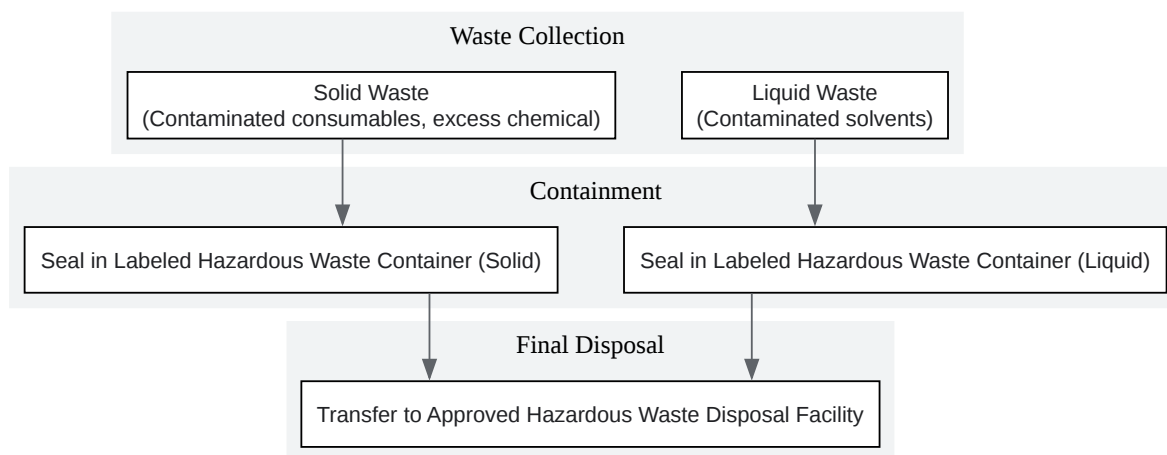 Waste Collection
Solid Waste
(Contaminated consumables, excess chemical)
Liquid Waste
(Contaminated solvents)
Containment
Seal in Labeled Hazardous Waste Container (Solid)
Seal in Labeled Hazardous Waste Container (Liquid)
Final Disposal
Transfer to Approved Hazardous Waste Disposal Facility